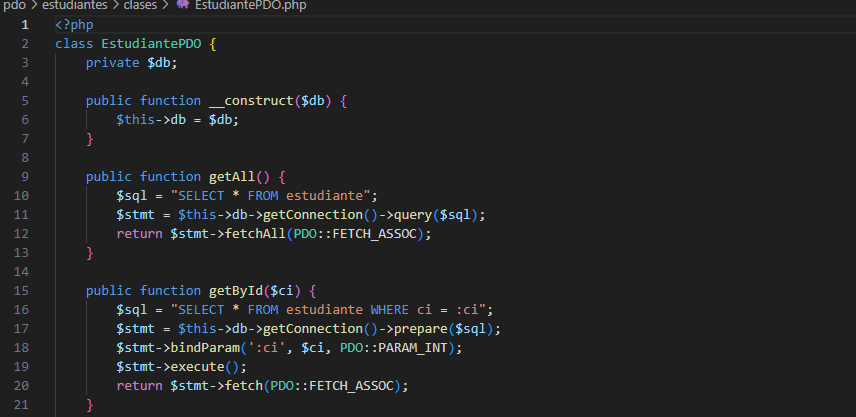 pdo > estudiantes > clases > EstudiantePDO.php
1 <?php
2 class EstudiantePDO {
3     private $db;
4
5     public function __construct($db) {
6         $this->db = $db;
7     }
8
9     public function getAll() {
10         $sql = "SELECT * FROM estudiante";
11         $stmt = $this->db->getConnection()->query($sql);
12         return $stmt->fetchAll(PDO::FETCH_ASSOC);
13     }
14
15     public function getById($ci) {
16         $sql = "SELECT * FROM estudiante WHERE ci = :ci";
17         $stmt = $this->db->getConnection()->prepare($sql);
18         $stmt->bindParam(':ci', $ci, PDO::PARAM_INT);
19         $stmt->execute();
20         return $stmt->fetch(PDO::FETCH_ASSOC);
21     }